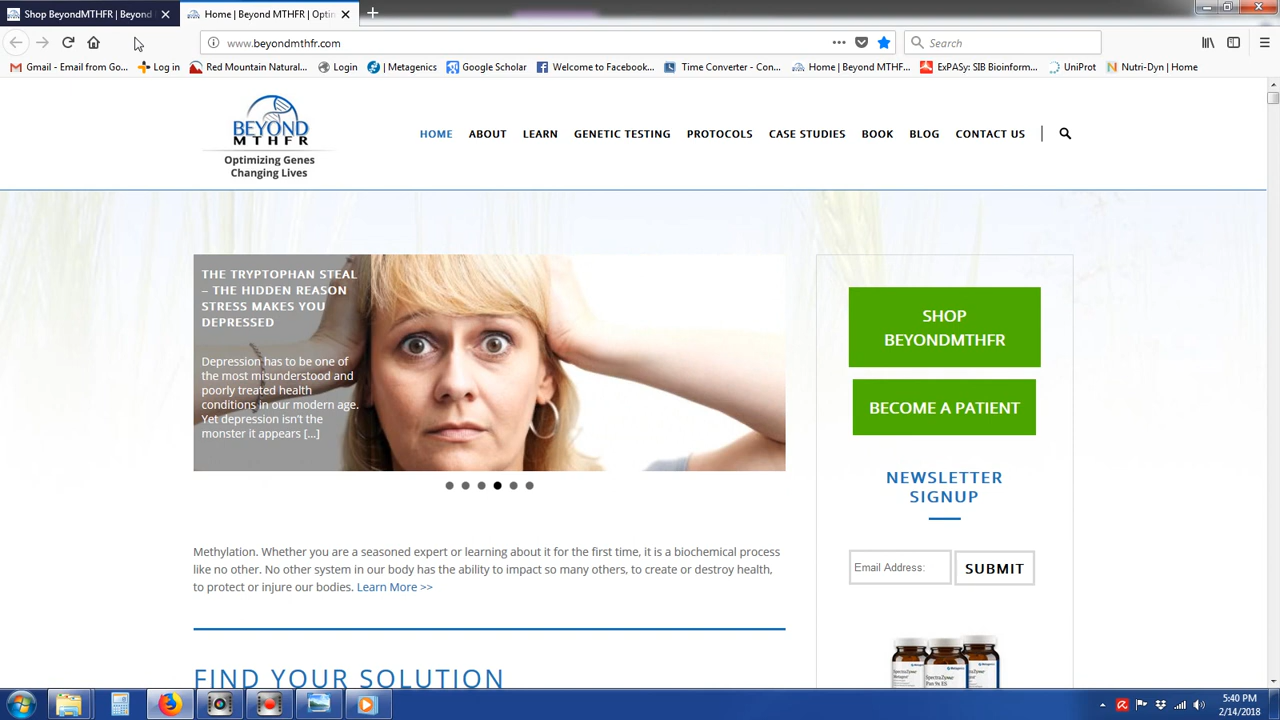 Shop BeyondMTHFR | Beyond
Home | Beyond MTHFR | Optin
www.beyondmthfr.com
Search
Gmail - Email from Go...
Log in
Red Mountain Natural...
Login
| Metagenics
Google Scholar
Welcome to Facebook...
Time Converter - Con...
Home | Beyond MTHF...
ExPASy: SIB Bioinform...
UniProt
Nutri-Dyn | Home
BEYOND
MTHFR
Optimizing Genes
Changing Lives
HOME
ABOUT
LEARN
GENETIC TESTING
PROTOCOLS
CASE STUDIES
BOOK
BLOG
CONTACT US
THE TRYPTOPHAN STEAL
– THE HIDDEN REASON
STRESS MAKES YOU
DEPRESSED
Depression has to be one of
the most misunderstood and
poorly treated health
conditions in our modern age.
Yet depression isn't the
monster it appears [...]
SHOP
BEYONDMTHFR
BECOME A PATIENT
NEWSLETTER
SIGNUP
Email Address:
SUBMIT
Methylation. Whether you are a seasoned expert or learning about it for the first time, it is a biochemical process
like no other. No other system in our body has the ability to impact so many others, to create or destroy health,
to protect or injure our bodies. Learn More >>
FIND YOUR SOLUTION
5:40 PM
2/14/2018